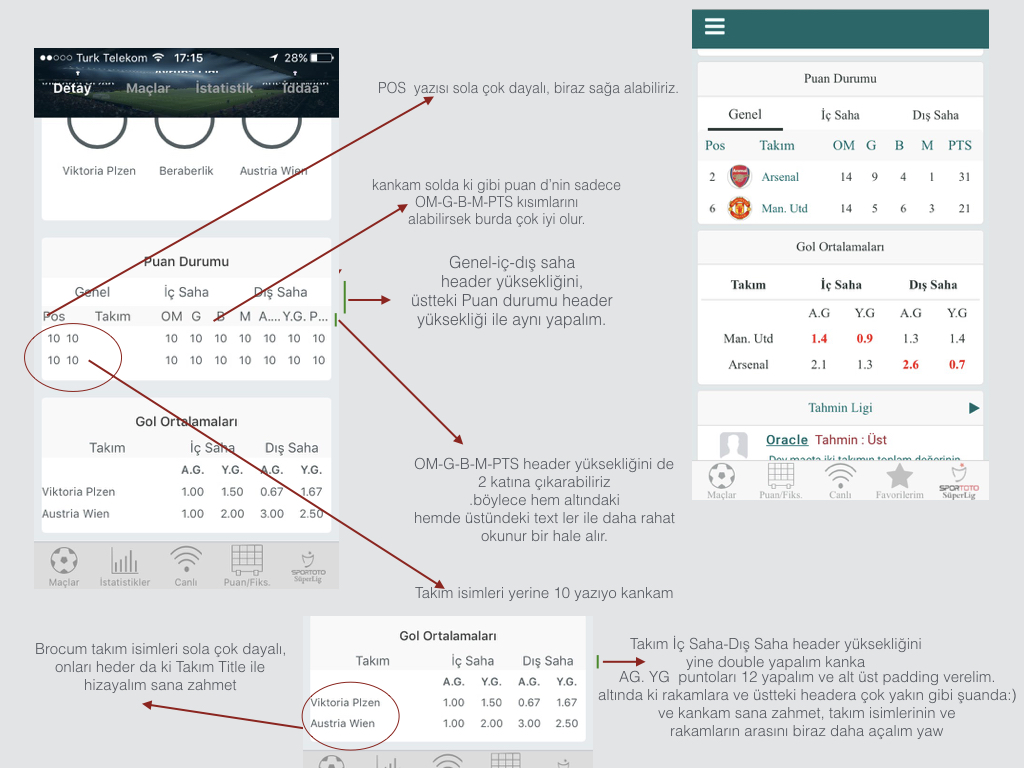 Turk Telekom 17:15 28%
Detay Maçlar İstatistik İddaa
Viktoria Plzen Beraberlik Austria Wien
Puan Durumu
Genel İç Saha Dış Saha
Pos Takım OM G B M A.... Y.G. P...
10 10 10 10 10 10 10 10 10
10 10 10 10 10 10 10 10 10
Gol Ortalamaları
Takım İç Saha Dış Saha
A.G. Y.G. A.G. Y.G.
Viktoria Plzen 1.00 1.50 0.67 1.67
Austria Wien 1.00 2.00 3.00 2.50
Maçlar İstatistikler Canlı Puan/Fiks. SPORTOTO SüperLig
POS yazısı sola çok dayalı, biraz sağa alabiliriz.
kankam solda ki gibi puan d’nin sadece
OM-G-B-M-PTS kısımlarını
alabilirsek burda çok iyi olur.
Genel-iç-dış saha
header yüksekliğini,
üstteki Puan durumu header
yüksekliği ile aynı yapalım.
OM-G-B-M-PTS header yüksekliğini de
2 katına çıkarabiliriz
.böylece hem altındaki
hemde üstündeki text ler ile daha rahat
okunur bir hale alır.
Takım isimleri yerine 10 yazıyo kankam
Puan Durumu
Genel İç Saha Dış Saha
Pos Takım OM G B M PTS
2 Arsenal 14 9 4 1 31
6 Man. Utd 14 5 6 3 21
Gol Ortalamaları
Takım İç Saha Dış Saha
A.G Y.G A.G Y.G
Man. Utd 1.4 0.9 1.3 1.4
Arsenal 2.1 1.3 2.6 0.7
Tahmin Ligi
Oracle Tahmin : Üst
Dev maçta iki takımın toplam değerinin
Maçlar Puan/Fiks. Canlı Favorilerim SPORTOTO SüperLig
Brocum takım isimleri sola çok dayalı,
onları heder da ki Takım Title ile
hizayalım sana zahmet
Gol Ortalamaları
Takım İç Saha Dış Saha
A.G. Y.G. A.G. Y.G.
Viktoria Plzen 1.00 1.50 0.67 1.67
Austria Wien 1.00 2.00 3.00 2.50
Takım İç Saha-Dış Saha header yüksekliğini
yine double yapalım kanka
AG. YG puntoları 12 yapalım ve alt üst padding verelim.
altında ki rakamlara ve üstteki headera çok yakın gibi şuanda:)
ve kankam sana zahmet, takım isimlerinin ve
rakamların arasını biraz daha açalım yaw